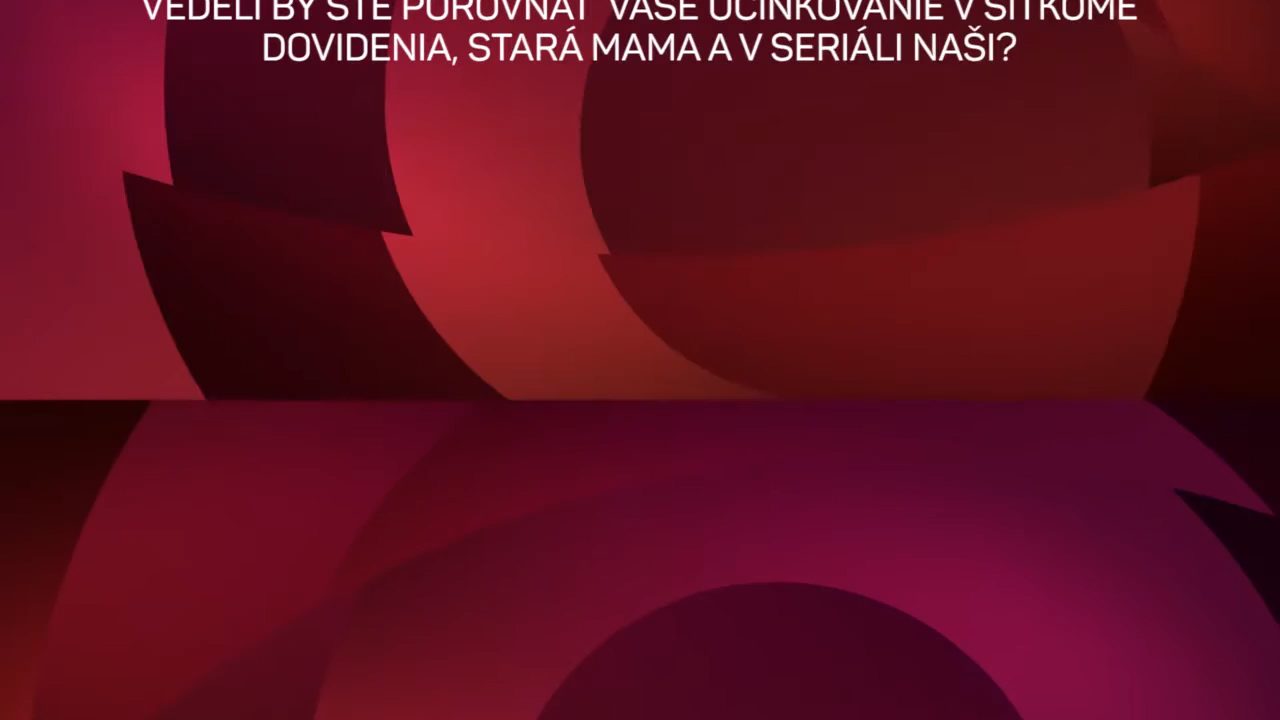 VEDELI BY STE POROVNAŤ VAŠE ÚČINKOVANIE V SITKOME
DOVIDENIA, STARÁ MAMA A V SERIÁLI NAŠI?